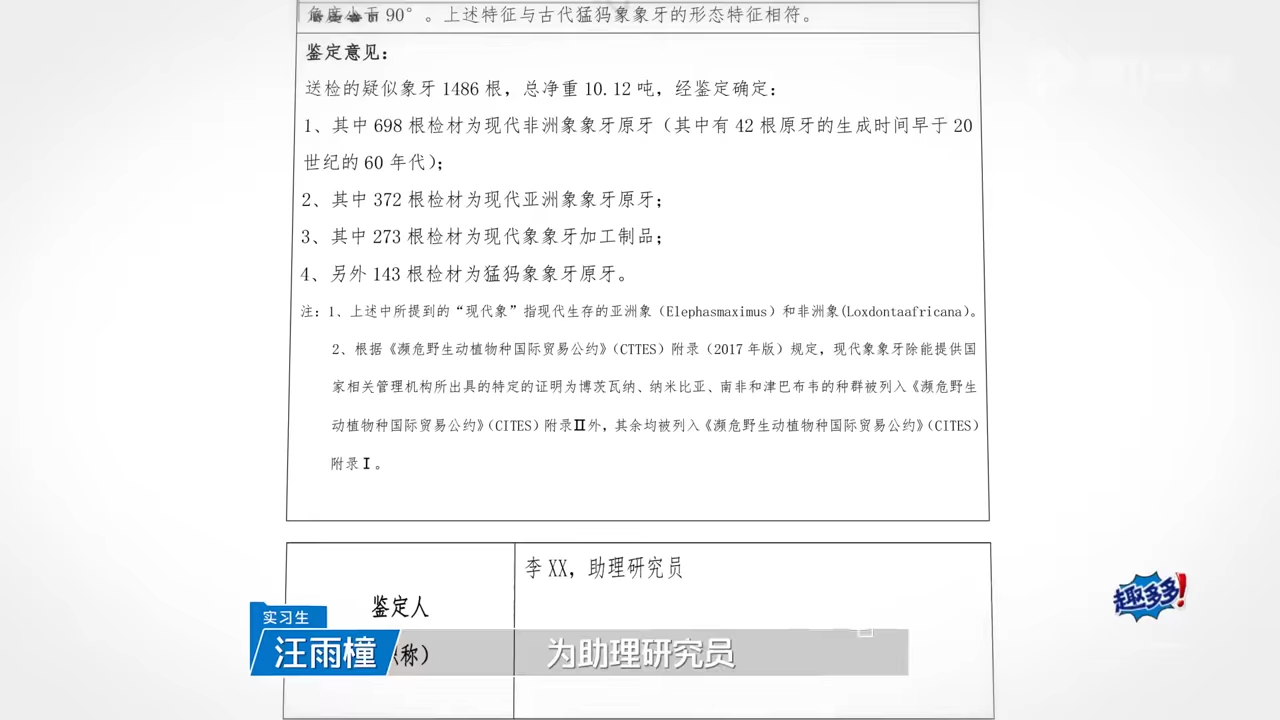 角度小于90°。上述特征与古代猛犸象象牙的形态特征相符。
鉴定意见：
送检的疑似象牙1486根，总净重10.12吨，经鉴定确定：
1、其中698根检材为现代非洲象象牙原牙（其中有42根原牙的生成时间早于20
世纪的60年代）；
2、其中372根检材为现代亚洲象象牙原牙；
3、其中273根检材为现代象象牙加工制品；
4、另外143根检材为猛犸象象牙原牙。
注：1、上述中所提到的“现代象”指现代生存的亚洲象（Elephasmaximus）和非洲象(Loxdontaafricana)。
2、根据《濒危野生动植物种国际贸易公约》（CTTES）附录（2017年版）规定，现代象象牙除能提供国
家相关管理机构所出具的特定的证明为博茨瓦纳、纳米比亚、南非和津巴布韦的种群被列入《濒危野生
动植物种国际贸易公约》（CITES）附录Ⅱ外，其余均被列入《濒危野生动植物种国际贸易公约》（CITES）
附录Ⅰ。
李XX，助理研究员
鉴定人
实习生
汪雨橦
称）
为助理研究员
趣多多！